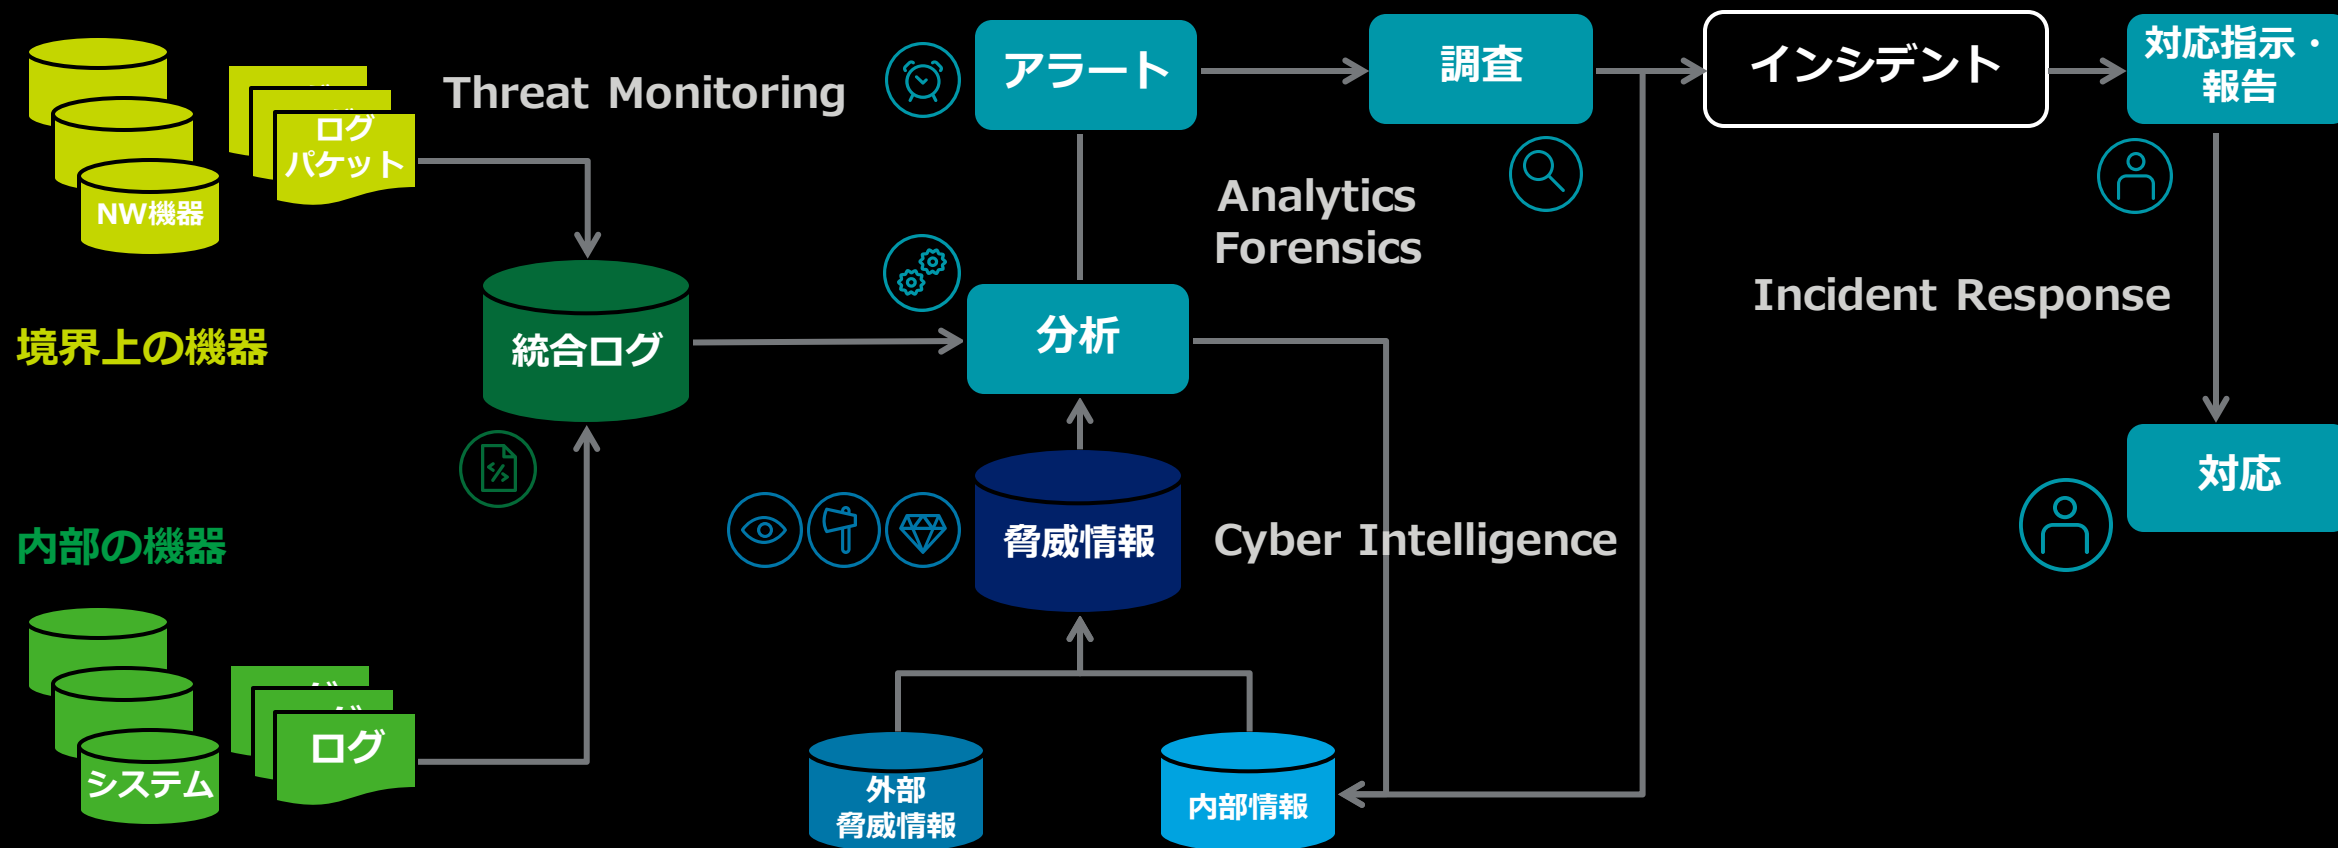 アラート
調査
インシデント
対応指示・
報告
Threat Monitoring
ログ
パケット
NW機器
Analytics
Forensics
Incident Response
境界上の機器
統合ログ
分析
対応
内部の機器
脅威情報
Cyber Intelligence
ログ
システム
外部
脅威情報
内部情報